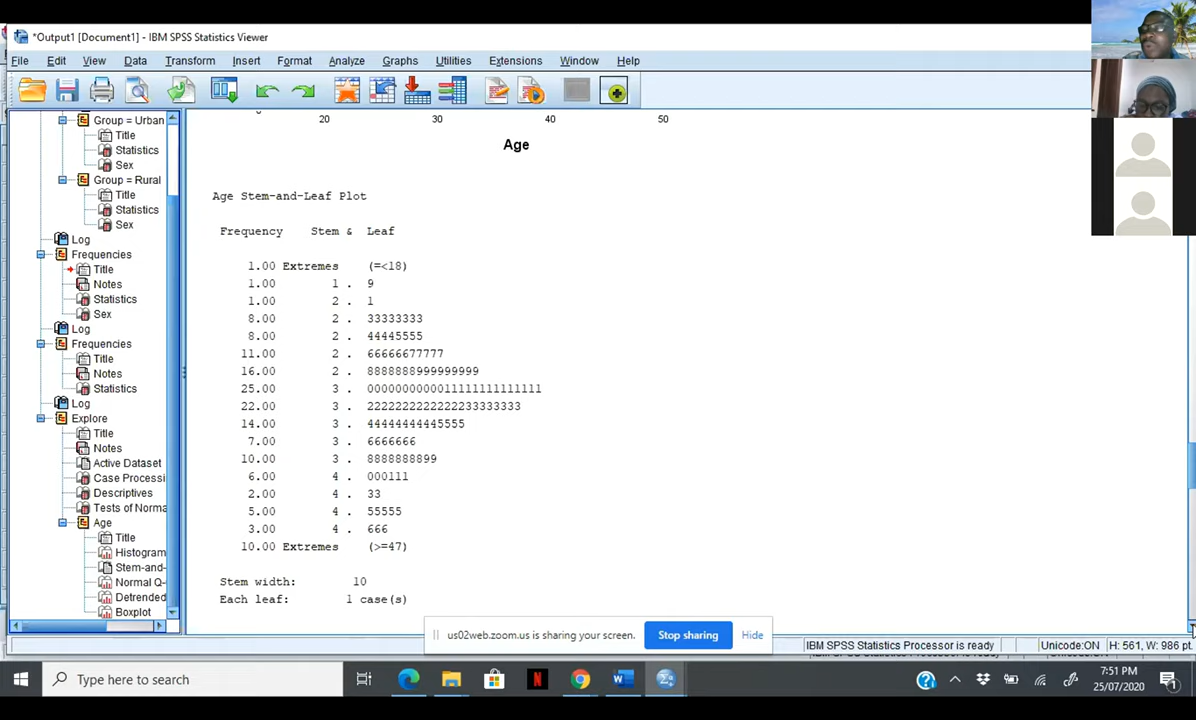 *Output1 [Document1] - IBM SPSS Statistics Viewer
File Edit View Data Transform Insert Format Analyze Graphs Utilities Extensions Window Help
Group = Urban
Title
Statistics
Sex
Group = Rural
Title
Statistics
Sex
Log
Frequencies
Title
Notes
Statistics
Sex
Log
Frequencies
Title
Notes
Statistics
Log
Explore
Title
Notes
Active Dataset
Case Processi
Descriptives
Tests of Norma
Age
Title
Histogram
Stem-and-
Normal Q-
Detrended
Boxplot
20 30 40 50
Age
Age Stem-and-Leaf Plot
Frequency Stem & Leaf
1.00 Extremes (=<18)
1.00 1 . 9
1.00 2 . 1
8.00 2 . 33333333
8.00 2 . 44445555
11.00 2 . 66666677777
16.00 2 . 8888888999999999
25.00 3 . 0000000000011111111111111
22.00 3 . 2222222222222233333333
14.00 3 . 44444444445555
7.00 3 . 6666666
10.00 3 . 8888888899
6.00 4 . 000111
2.00 4 . 33
5.00 4 . 55555
3.00 4 . 666
10.00 Extremes (>=47)
Stem width: 10
Each leaf: 1 case(s)
us02web.zoom.us is sharing your screen. Stop sharing Hide
IBM SPSS Statistics Processor is ready Unicode:ON H: 561, W: 986 pt.
Type here to search
7:51 PM
25/07/2020